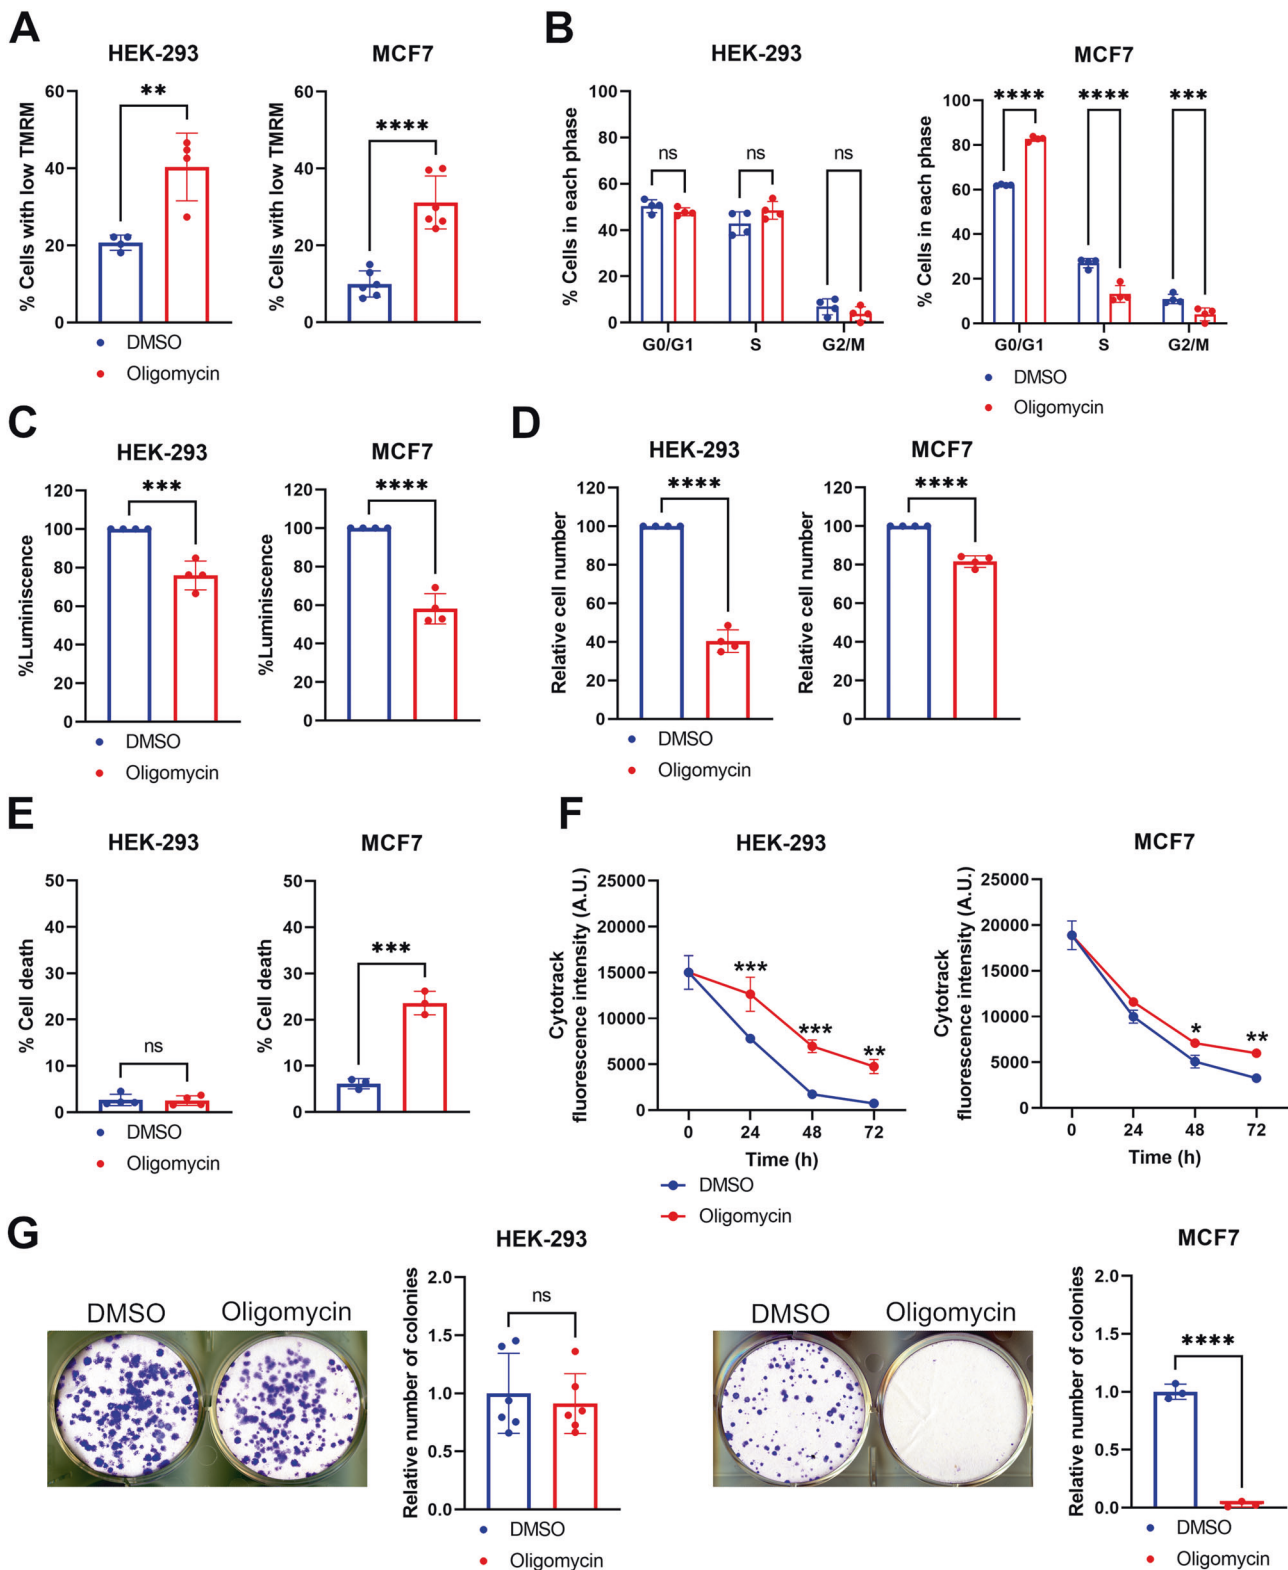 A
HEK-293
MCF7
% Cells with low TMRM
60
40
20
0
**
% Cells with low TMRM
60
40
20
0
****
DMSO
Oligomycin
B
HEK-293
MCF7
% Cells in each phase
100
80
60
40
20
0
ns
ns
ns
G0/G1
S
G2/M
% Cells in each phase
100
80
60
40
20
0
****
****
***
G0/G1
S
G2/M
DMSO
Oligomycin
C
HEK-293
MCF7
%Luminiscence
120
100
80
60
40
20
0
***
%Luminiscence
120
100
80
60
40
20
0
****
DMSO
Oligomycin
D
HEK-293
MCF7
Relative cell number
120
100
80
60
40
20
0
****
Relative cell number
120
100
80
60
40
20
0
****
DMSO
Oligomycin
E
HEK-293
MCF7
% Cell death
50
40
30
20
10
0
ns
% Cell death
50
40
30
20
10
0
***
DMSO
Oligomycin
F
HEK-293
MCF7
Cytotrack
fluorescence intensity (A.U.)
25000
20000
15000
10000
5000
0
***
***
**
0
24
48
72
Time (h)
Cytotrack
fluorescence intensity (A.U.)
25000
20000
15000
10000
5000
0
*
**
0
24
48
72
Time (h)
DMSO
Oligomycin
G
DMSO
Oligomycin
HEK-293
Relative number of colonies
2.0
1.5
1.0
0.5
0.0
ns
DMSO
Oligomycin
DMSO
Oligomycin
MCF7
Relative number of colonies
2.0
1.5
1.0
0.5
0.0
****
DMSO
Oligomycin